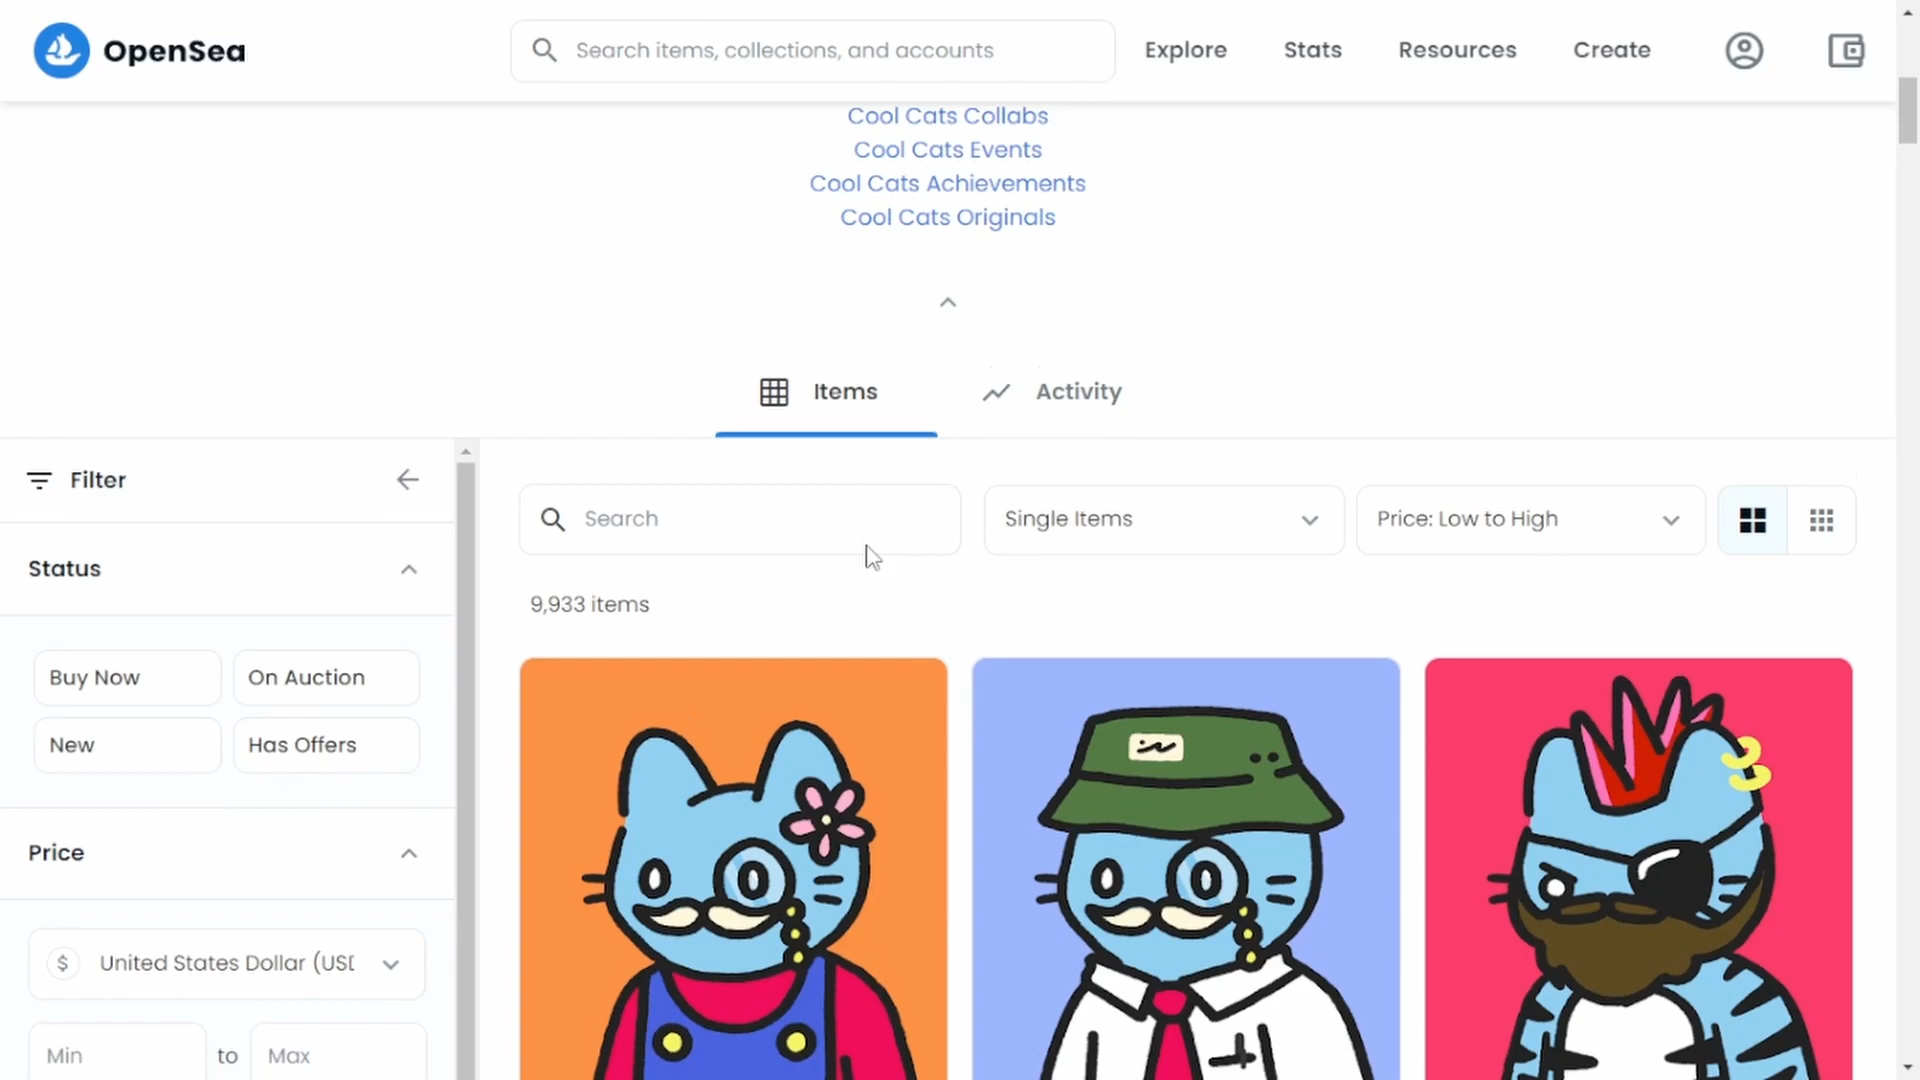 OpenSea
Search items, collections, and accounts
Explore
Stats
Resources
Create
Cool Cats Collabs
Cool Cats Events
Cool Cats Achievements
Cool Cats Originals
Items
Activity
Filter
Search
Single Items
Price: Low to High
Status
9,933 items
Buy Now
On Auction
New
Has Offers
Price
$ United States Dollar (USD
Min to Max